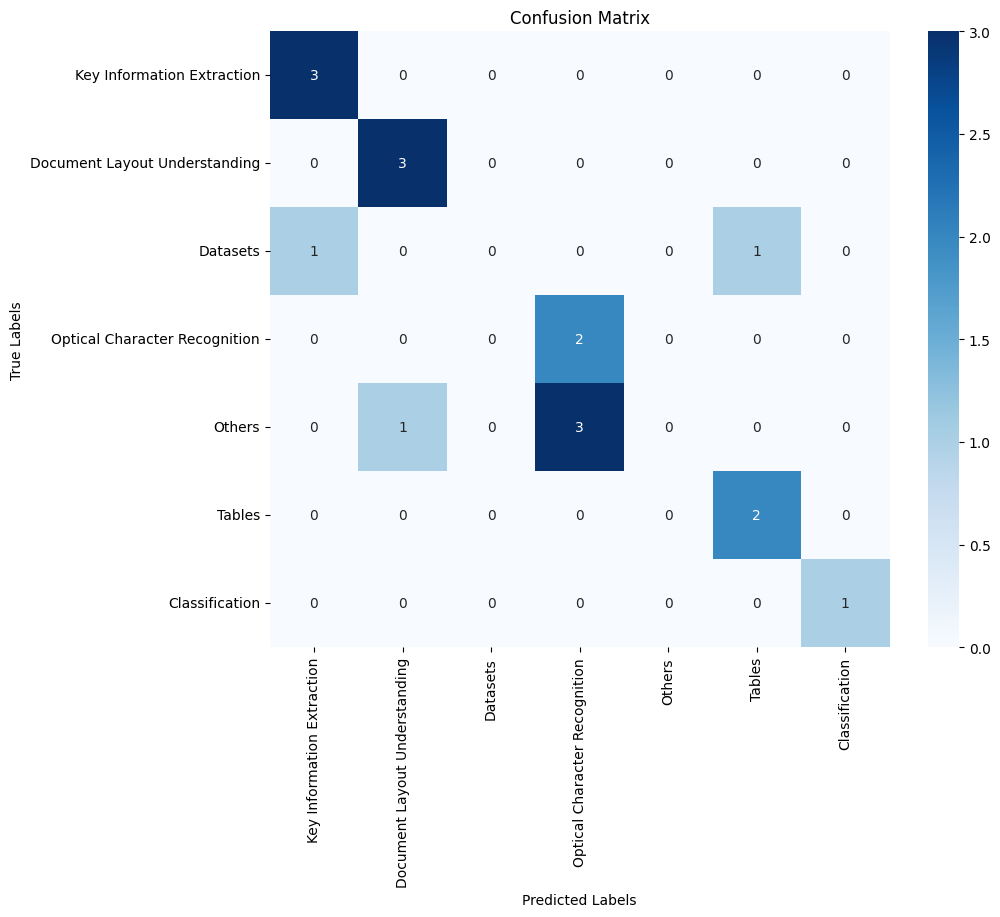 Confusion Matrix
True Labels
Key Information Extraction 3 0 0 0 0 0 0
Document Layout Understanding 0 3 0 0 0 0 0
Datasets 1 0 0 0 0 1 0
Optical Character Recognition 0 0 0 2 0 0 0
Others 0 1 0 3 0 0 0
Tables 0 0 0 0 0 2 0
Classification 0 0 0 0 0 0 1
Key Information Extraction
Document Layout Understanding
Datasets
Optical Character Recognition
Others
Tables
Classification
Predicted Labels
3.0
2.5
2.0
1.5
1.0
0.5
0.0